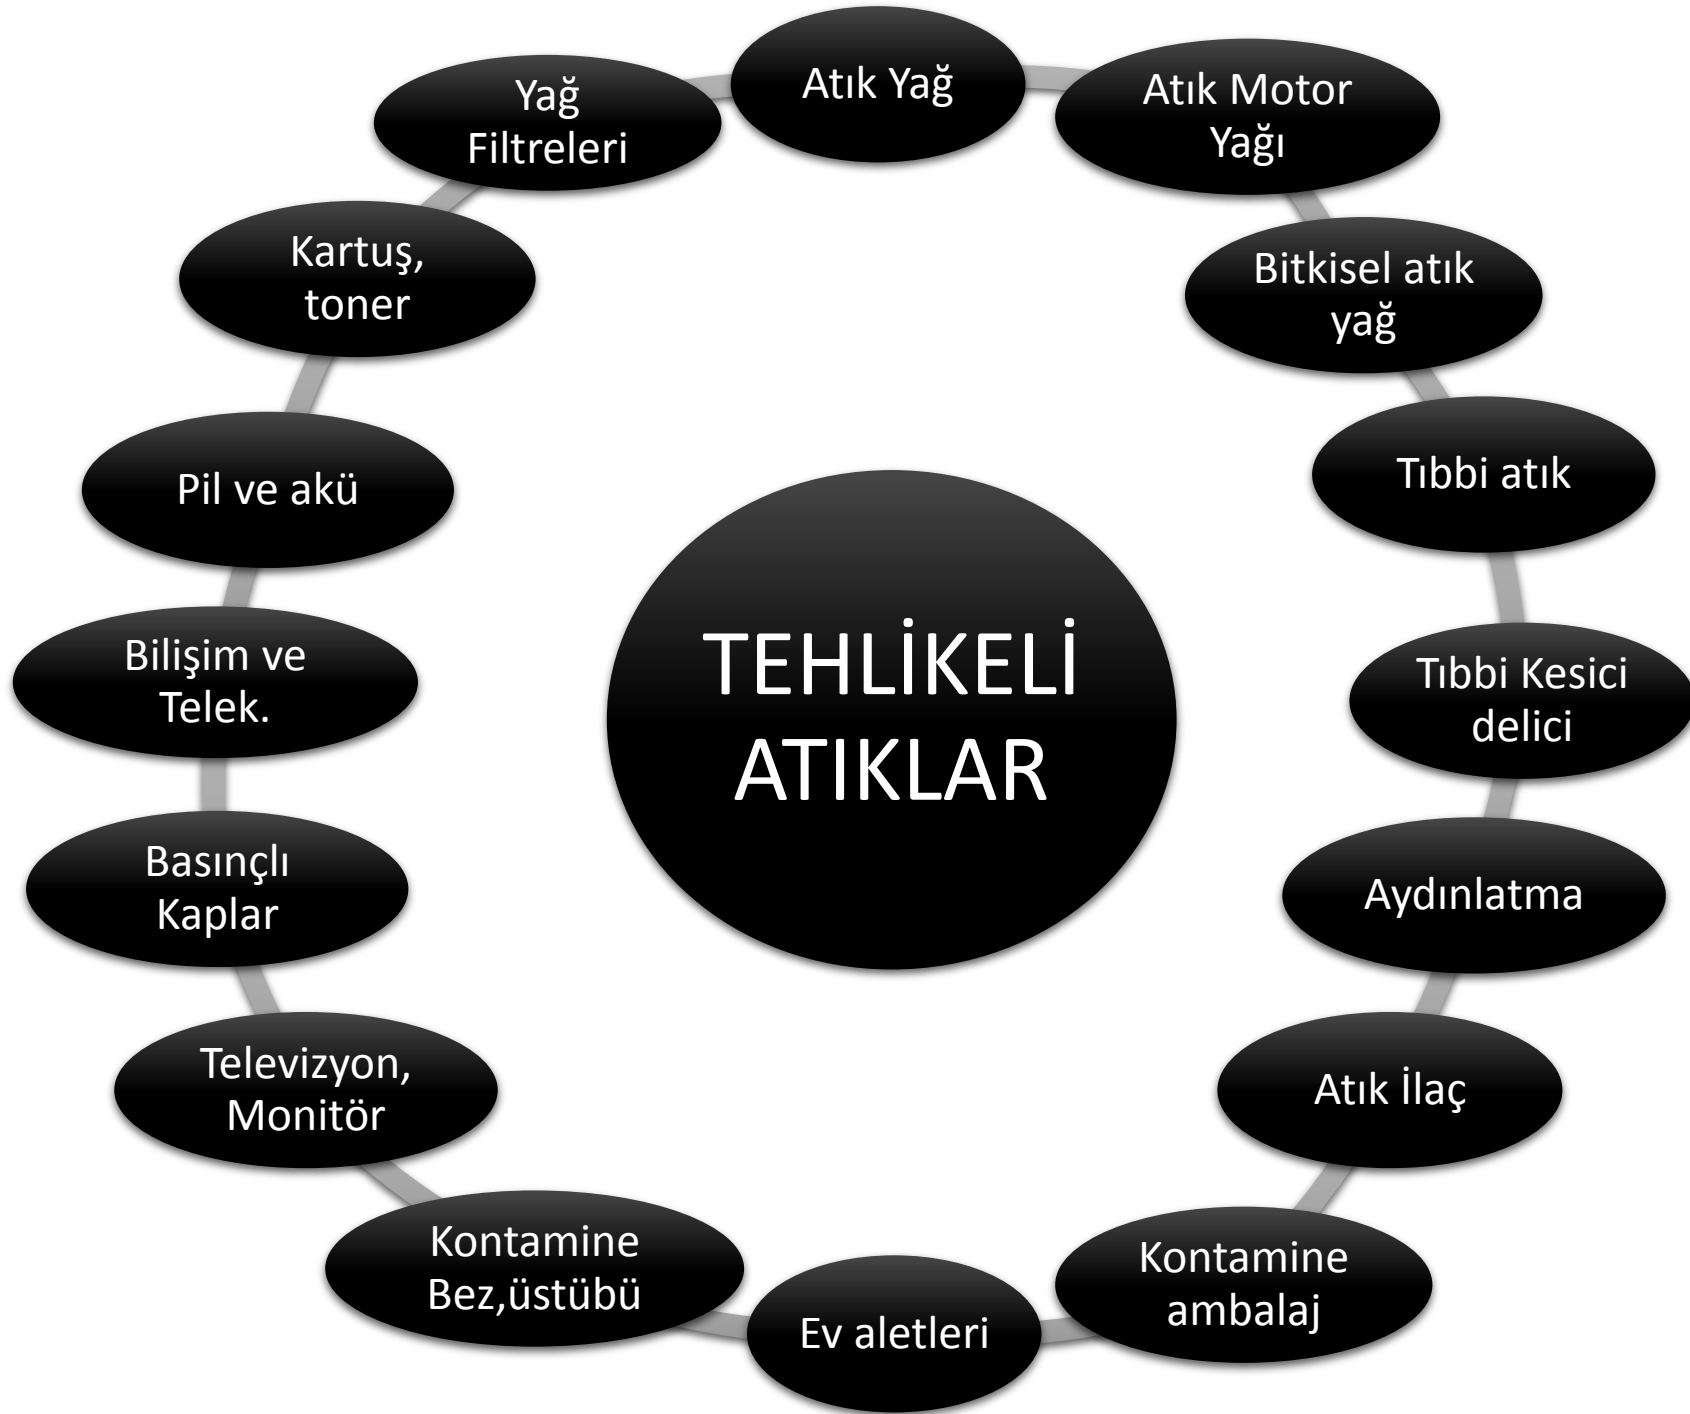 Atık Yağ
Atık Motor
Yağı
Bitkisel atık
yağ
Tıbbi atık
Tıbbi Kesici
delici
Aydınlatma
Atık İlaç
Kontamine
ambalaj
Ev aletleri
Kontamine
Bez,üstübü
Televizyon,
Monitör
Basınçlı
Kaplar
Bilişim ve
Telek.
Pil ve akü
Kartuş,
toner
Yağ
Filtreleri
TEHLİKELİ
ATIKLAR